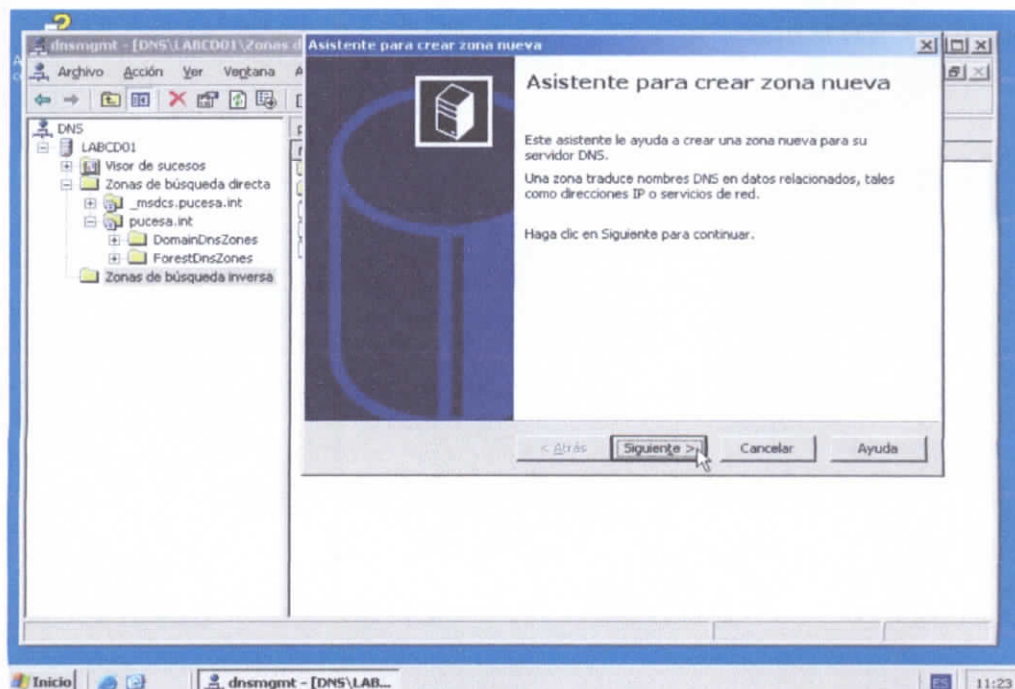 dnsmgmt - [DNS\LABCD01\Zonas d
Asistente para crear zona nueva
Archivo Acción Ver Ventana A
DNS
LABCD01
Visor de sucesos
Zonas de búsqueda directa
_msdcs.pucesa.int
pucesa.int
DomainDnsZones
ForestDnsZones
Zonas de búsqueda inversa
Asistente para crear zona nueva
Este asistente le ayuda a crear una zona nueva para su
servidor DNS.
Una zona traduce nombres DNS en datos relacionados, tales
como direcciones IP o servicios de red.
Haga clic en Siguiente para continuar.
< Atrás Siguiente > Cancelar Ayuda
Inicio dnsmgmt - [DNS\LAB... ES 11:23